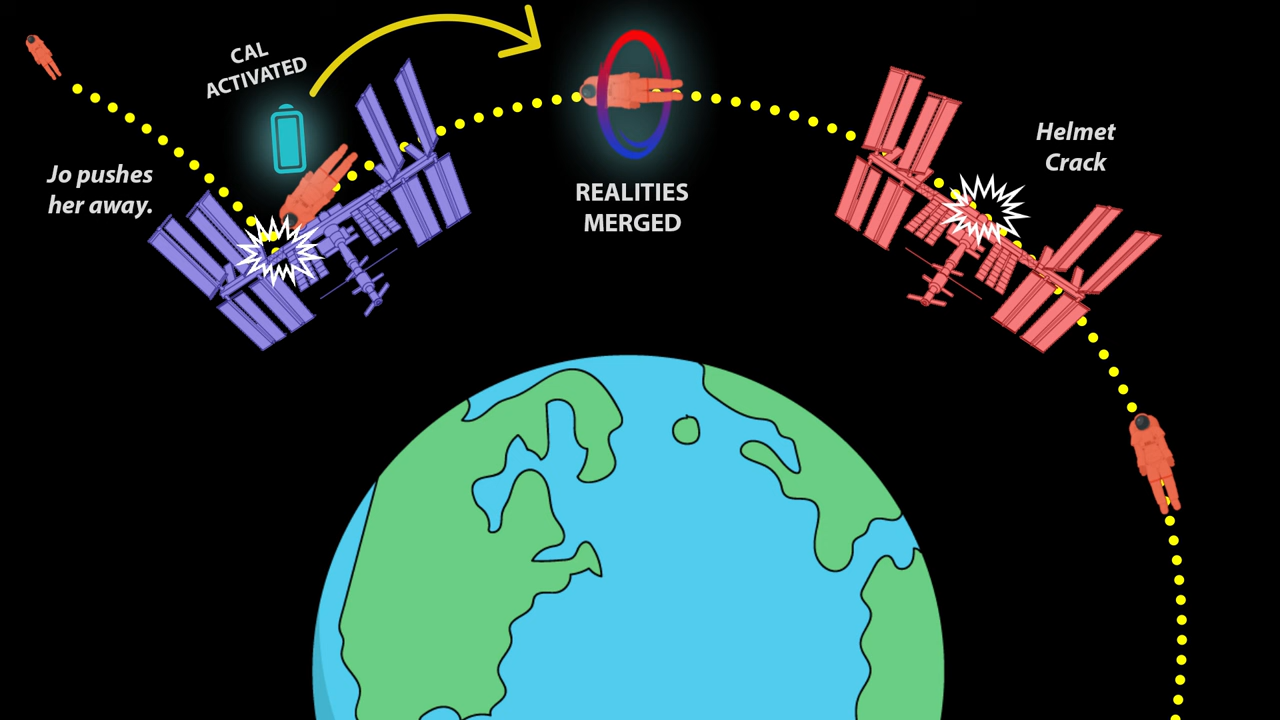 CAL
ACTIVATED
Jo pushes
her away.
REALITIES
MERGED
Helmet
Crack